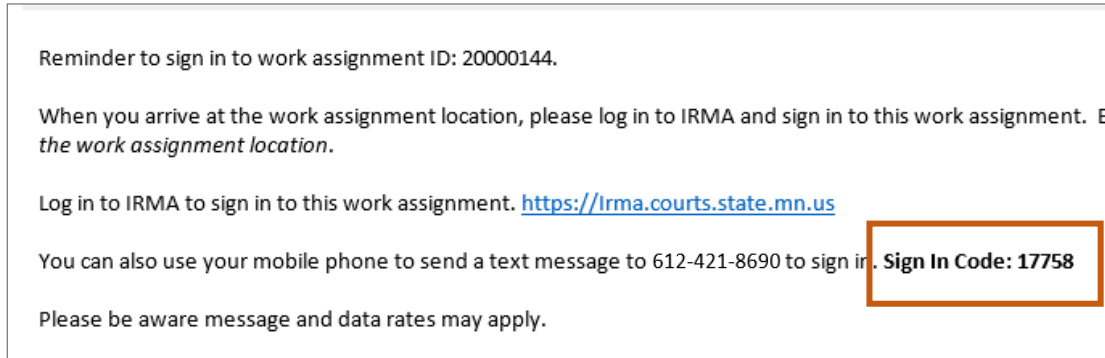 Reminder to sign in to work assignment ID: 20000144.
When you arrive at the work assignment location, please log in to IRMA and sign in to this work assignment.
the work assignment location.
Log in to IRMA to sign in to this work assignment. https://Irma.courts.state.mn.us
You can also use your mobile phone to send a text message to 612-421-8690 to sign in. Sign In Code: 17758
Please be aware message and data rates may apply.